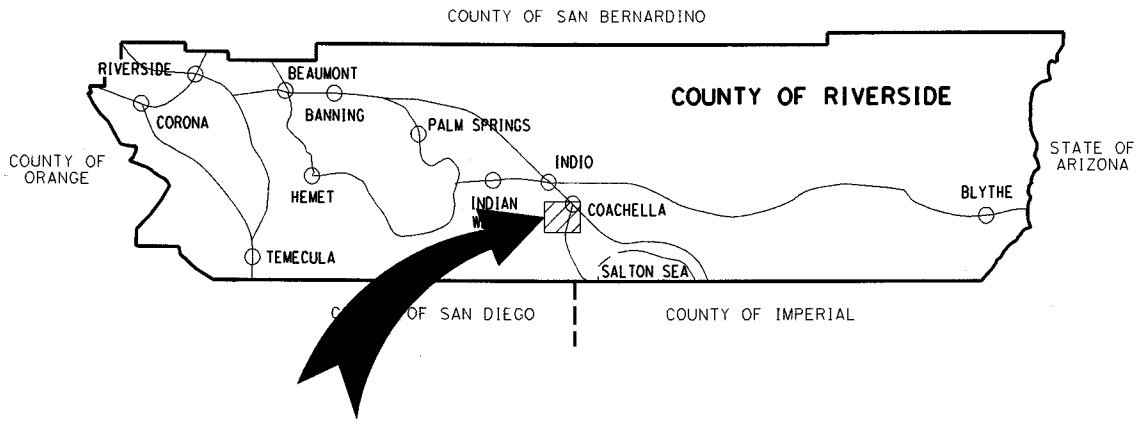 COUNTY OF SAN BERNARDINO
RIVERSIDE
BEAUMONT
COUNTY OF RIVERSIDE
BANNING
CORONA
PALM SPRINGS
STATE OF
ARIZONA
COUNTY OF
ORANGE
INDIO
HEMET
BLYTHE
INDIAN
COACHELLA
TEMECULA
SALTON SEA
OF SAN DIEGO
COUNTY OF IMPERIAL